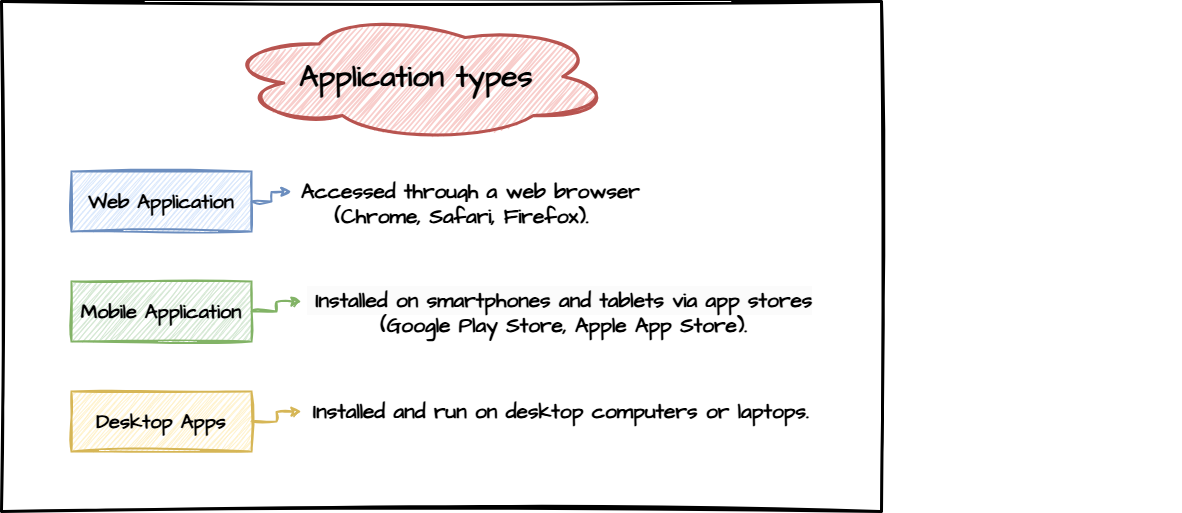 Application types
Web Application
Accessed through a web browser
(Chrome, Safari, Firefox).
Mobile Application
Installed on smartphones and tablets via app stores
(Google Play Store, Apple App Store).
Desktop Apps
Installed and run on desktop computers or laptops.